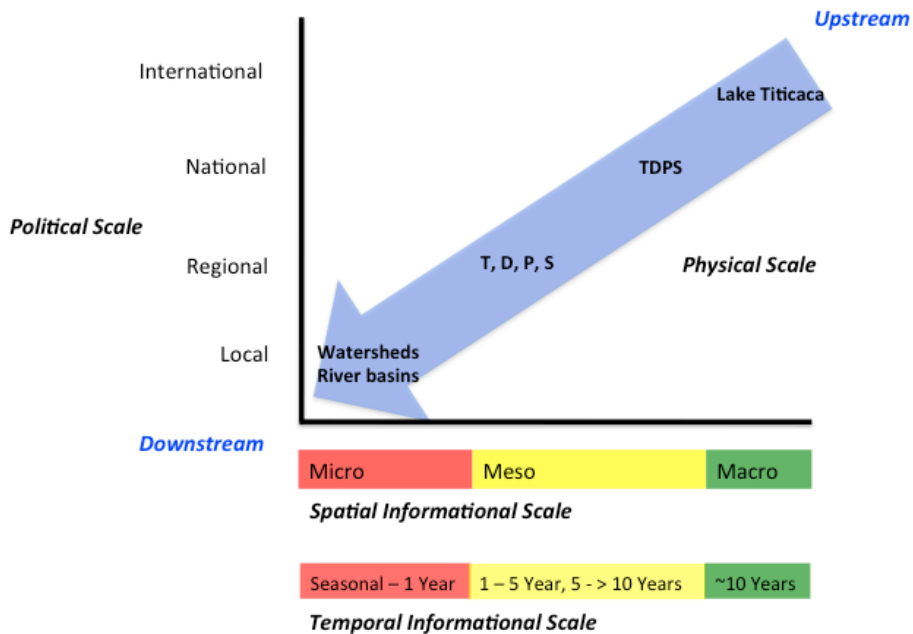 Upstream
International
Lake Titicaca
National
TDPS
Political Scale
Regional
T, D, P, S
Physical Scale
Local
Watersheds
River basins
Downstream
Micro
Meso
Macro
Spatial Informational Scale
Seasonal – 1 Year
1 – 5 Year, 5 - > 10 Years
~10 Years
Temporal Informational Scale